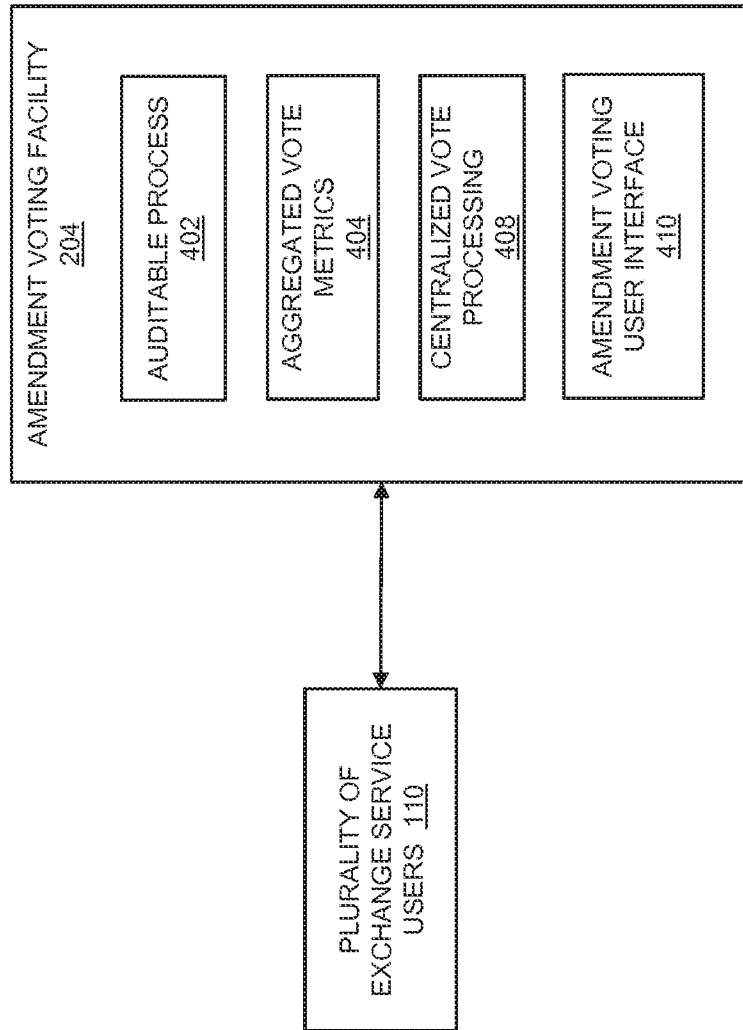 AMENDMENT VOTING FACILITY
204
AUDITABLE PROCESS
402
AGGREGATED VOTE
METRICS
404
CENTRALIZED VOTE
PROCESSING
408
AMENDMENT VOTING
USER INTERFACE
410
PLURALITY OF
EXCHANGE SERVICE
USERS 110